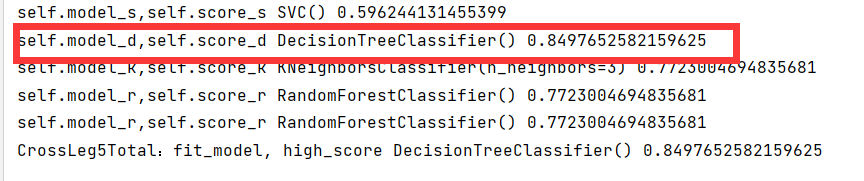 self.model_s,self.score_s SVC() 0.596244131455399
self.model_d,self.score_d DecisionTreeClassifier() 0.8497652582159625
self.model_k,self.score_k KNeighborsClassifier(n_neighbors=3) 0.7723004694835681
self.model_r,self.score_r RandomForestClassifier() 0.7723004694835681
self.model_r,self.score_r RandomForestClassifier() 0.7723004694835681
CrossLeg5Total：fit_model, high_score DecisionTreeClassifier() 0.8497652582159625